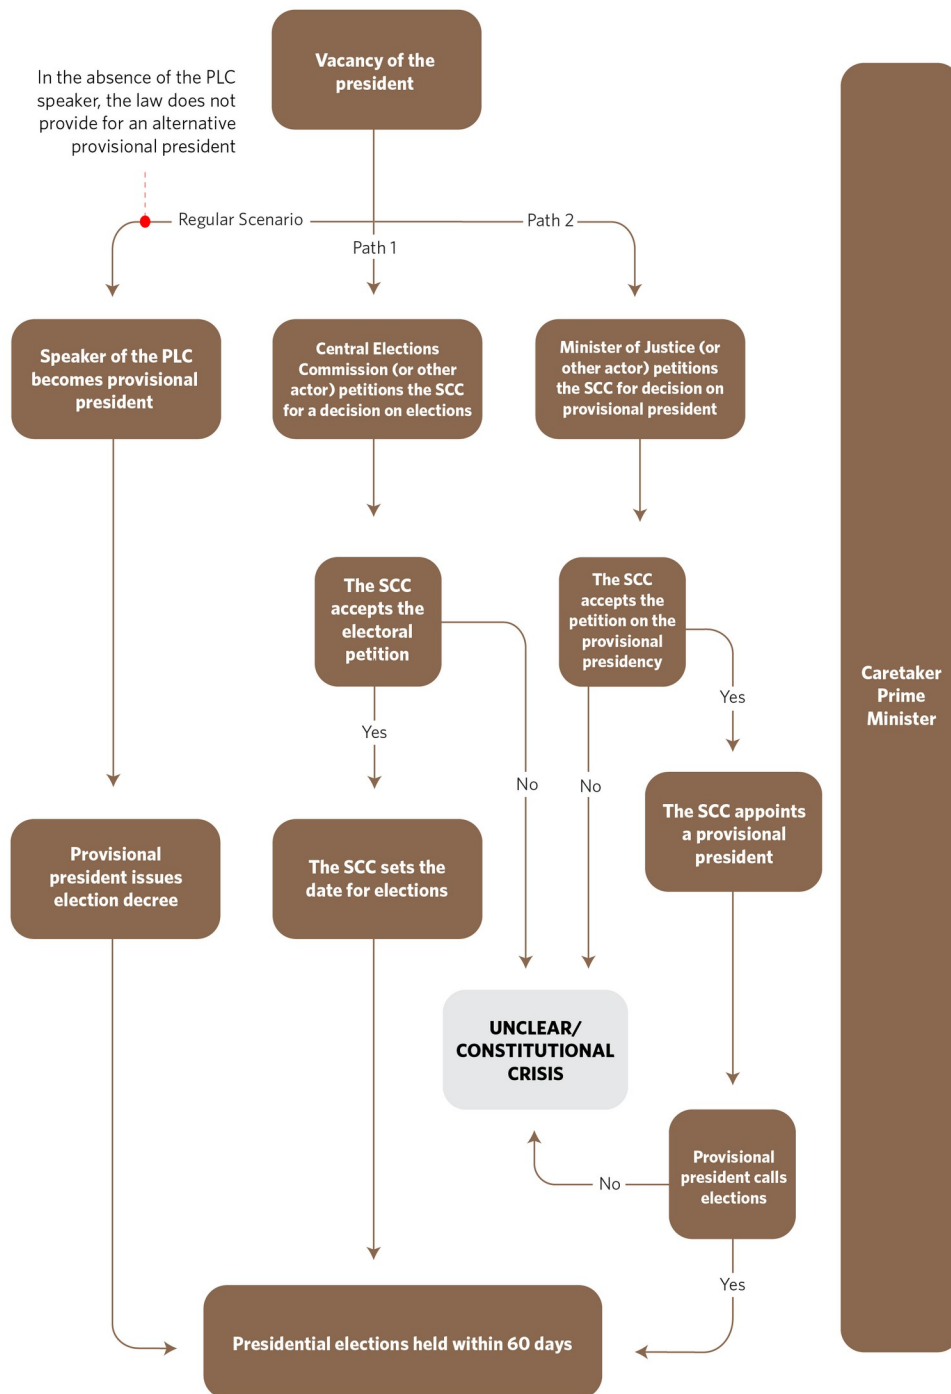 Vacancy of the
president
In the absence of the PLC
speaker, the law does not
provide for an alternative
provisional president
Regular Scenario
Path 1
Path 2
Speaker of the PLC
becomes provisional
president
Central Elections
Commission (or other
actor) petitions the SCC
for a decision on elections
Minister of Justice (or
other actor) petitions
the SCC for decision on
provisional president
The SCC
accepts the
electoral
petition
The SCC
accepts the
petition on the
provisional
presidency
Yes
No
No
Yes
Caretaker
Prime
Minister
Provisional
president issues
election decree
The SCC sets the
date for elections
The SCC appoints
a provisional
president
UNCLEAR/
CONSTITUTIONAL
CRISIS
Provisional
president calls
elections
No
Yes
Presidential elections held within 60 days